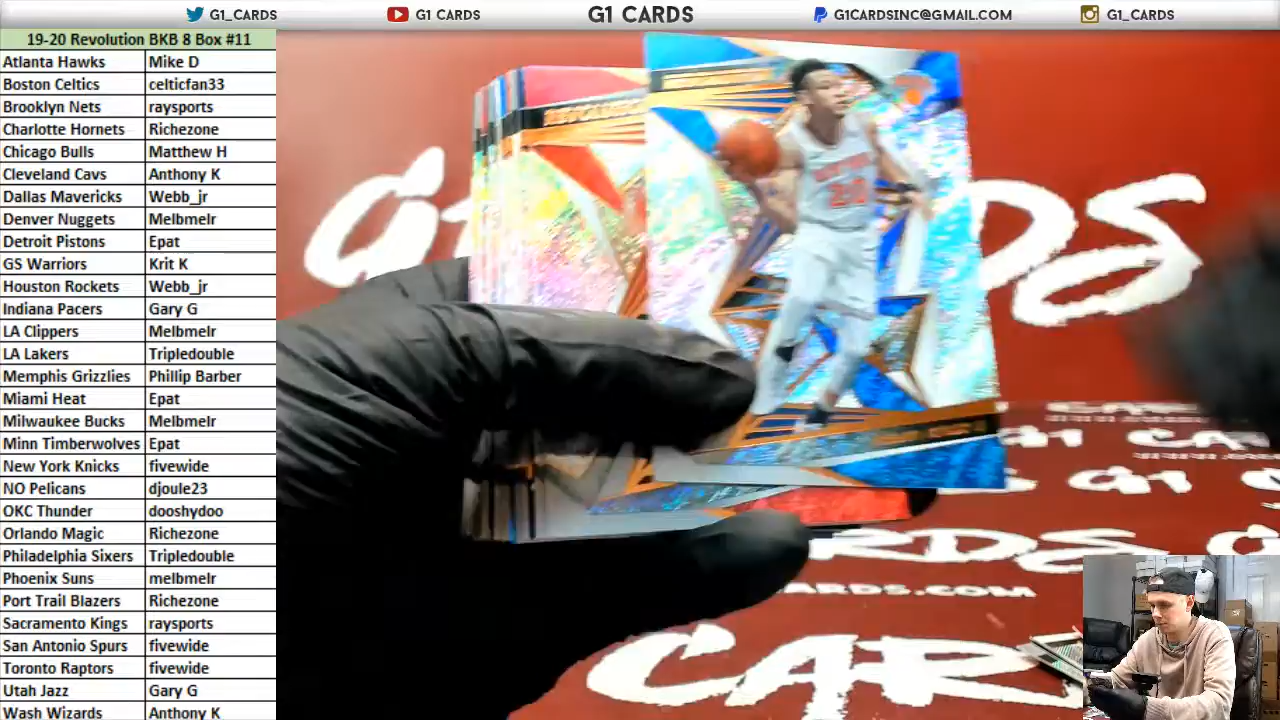 G1_CARDS
G1 CARDS
G1 CARDS
G1CARDSINC@GMAIL.COM
G1_CARDS
19-20 Revolution BKB 8 Box #11
Atlanta Hawks Mike D
Boston Celtics celticfan33
Brooklyn Nets raysports
Charlotte Hornets Richezone
Chicago Bulls Matthew H
Cleveland Cavs Anthony K
Dallas Mavericks Webb_jr
Denver Nuggets Melbmelr
Detroit Pistons Epat
GS Warriors Krit K
Houston Rockets Webb_jr
Indiana Pacers Gary G
LA Clippers Melbmelr
LA Lakers Tripledouble
Memphis Grizzlies Phillip Barber
Miami Heat Epat
Milwaukee Bucks Melbmelr
Minn Timberwolves Epat
New York Knicks fivewide
NO Pelicans djoule23
OKC Thunder dooshydoo
Orlando Magic Richezone
Philadelphia Sixers Tripledouble
Phoenix Suns melbmelr
Port Trail Blazers Richezone
Sacramento Kings raysports
San Antonio Spurs fivewide
Toronto Raptors fivewide
Utah Jazz Gary G
Wash Wizards Anthony K